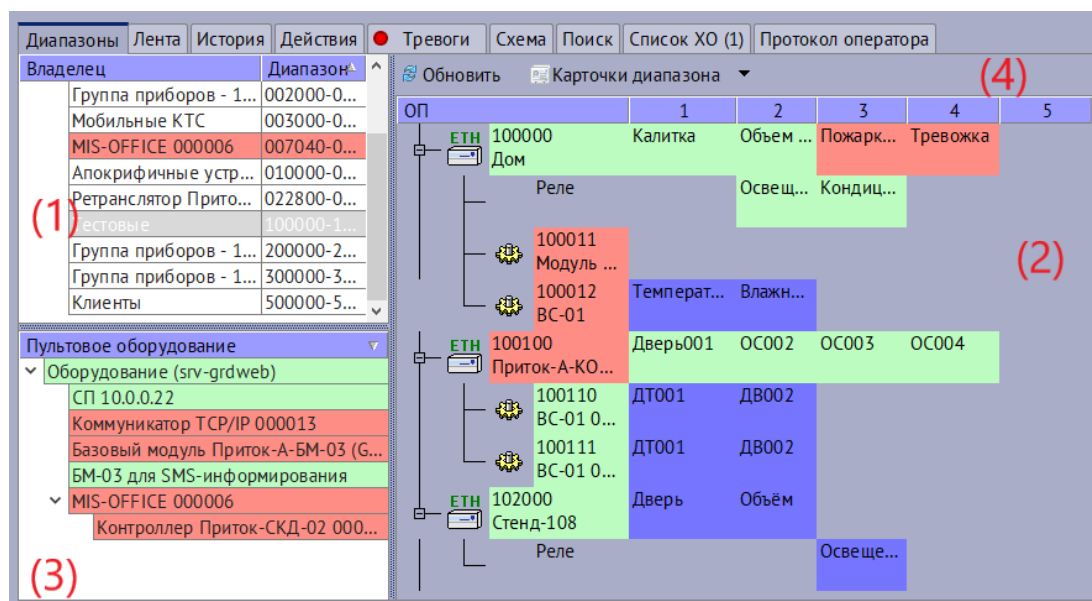 Диапазоны Лента История Действия Тревоги Схема Поиск Список ХО (1) Протокол оператора
Владелец Диапазон
Группа приборов - 1... 002000-0...
Мобильные КТС 003000-0...
MIS-OFFICE 000006 007040-0...
Апокрифичные устр... 010000-0...
Ретранслятор Прито... 022800-0...
Тестовые 100000-1...
Группа приборов - 1... 200000-2...
Группа приборов - 1... 300000-3...
Клиенты 500000-5...
(1)
Пультовое оборудование
Оборудование (srv-grdweb)
СП 10.0.0.22
Коммуникатор TCP/IP 000013
Базовый модуль Приток-А-БМ-03 (G...
БМ-03 для SMS-информирования
MIS-OFFICE 000006
Контроллер Приток-СКД-02 000...
(3)
Обновить Карточки диапазона
(4)
ОП 1 2 3 4 5
ETH 100000 Калитка Объем ... Пожарк... Тревожка
Дом
Реле Освещ... Кондиц...
100011
Модуль ...
(2)
100012 Температ... Влажн...
ВС-01
ETH 100100 Дверь001 ОС002 ОС003 ОС004
Приток-А-КО...
100110 ДТ001 ДВ002
ВС-01 0...
100111 ДТ001 ДВ002
ВС-01 0...
ETH 102000 Дверь Объём
Стенд-108
Реле Освеще...